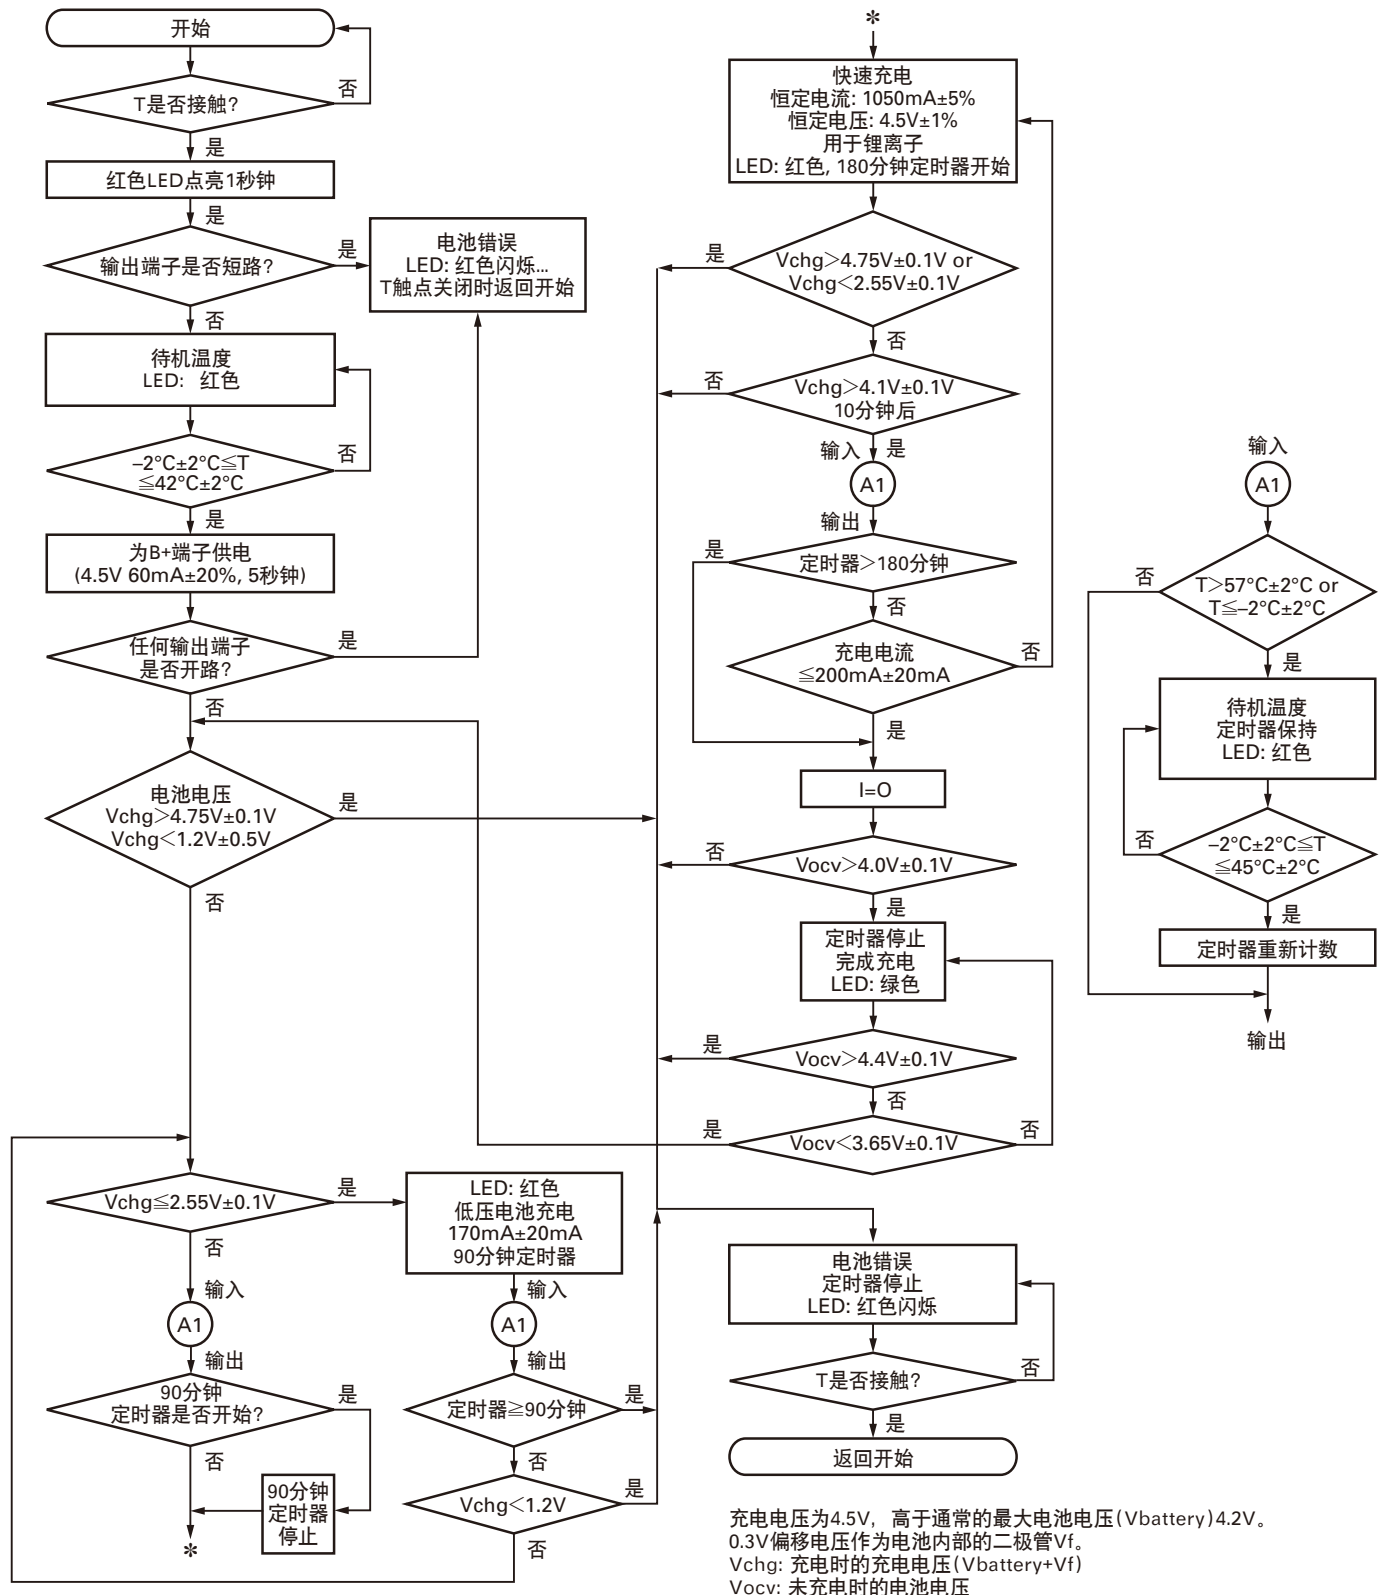 开始
T是否接触?
否
是
红色LED点亮1秒钟
是
输出端子是否短路?
是
电池错误
LED: 红色闪烁...
T触点关闭时返回开始
否
待机温度
LED: 红色
–2°C±2°C≦T
≦42°C±2°C
否
是
为B+端子供电
(4.5V 60mA±20%, 5秒钟)
任何输出端子
是否开路?
是
否
电池电压
Vchg>4.75V±0.1V
Vchg<1.2V±0.5V
是
否
Vchg≦2.55V±0.1V
是
否
输入
A1
输出
90分钟
定时器是否开始?
是
否
90分钟
定时器
停止
*
LED: 红色
低压电池充电
170mA±20mA
90分钟定时器
输入
A1
输出
定时器≧90分钟
是
否
Vchg<1.2V
是
否
*
快速充电
恒定电流: 1050mA±5%
恒定电压: 4.5V±1%
用于锂离子
LED: 红色, 180分钟定时器开始
是
Vchg>4.75V±0.1V or
Vchg<2.55V±0.1V
否
否
Vchg>4.1V±0.1V
10分钟后
输入
是
A1
输出
是
定时器>180分钟
否
充电电流
≦200mA±20mA
否
是
I=O
否
Vocv>4.0V±0.1V
是
定时器停止
完成充电
LED: 绿色
是
Vocv>4.4V±0.1V
否
是
Vocv<3.65V±0.1V
否
电池错误
定时器停止
LED: 红色闪烁
T是否接触?
否
是
返回开始
输入
A1
否
T>57°C±2°C or
T≦–2°C±2°C
是
待机温度
定时器保持
LED: 红色
否
–2°C±2°C≦T
≦45°C±2°C
是
定时器重新计数
输出
充电电压为4.5V，高于通常的最大电池电压(Vbattery)4.2V。
0.3V偏移电压作为电池内部的二极管Vf。
Vchg: 充电时的充电电压(Vbattery+Vf)
Vocv: 未充电时的电池电压